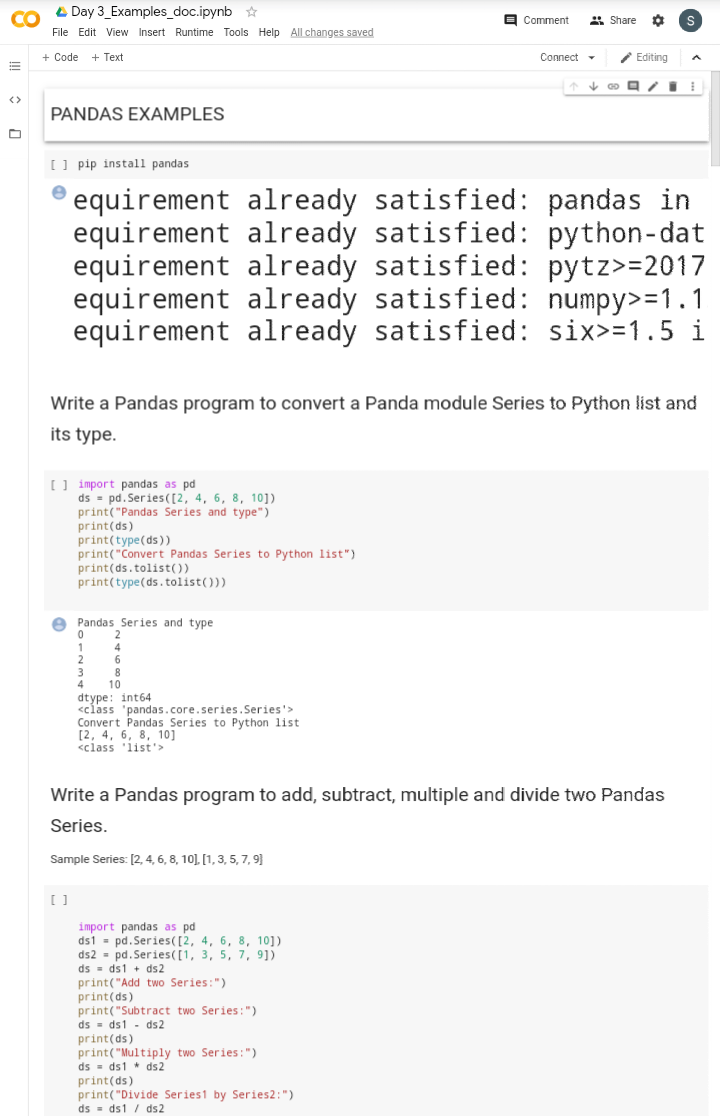 Day 3_Examples_doc.ipynb
Comment Share S
File Edit View Insert Runtime Tools Help All changes saved
+ Code + Text Connect Editing
PANDAS EXAMPLES
[ ] pip install pandas
equirement already satisfied: pandas in
equirement already satisfied: python-dat
equirement already satisfied: pytz>=2017
equirement already satisfied: numpy>=1.1
equirement already satisfied: six>=1.5 i
Write a Pandas program to convert a Panda module Series to Python list and
its type.
[ ] import pandas as pd
ds = pd.Series([2, 4, 6, 8, 10])
print("Pandas Series and type")
print(ds)
print(type(ds))
print("Convert Pandas Series to Python list")
print(ds.tolist())
print(type(ds.tolist()))
Pandas Series and type
0 2
1 4
2 6
3 8
4 10
dtype: int64
<class 'pandas.core.series.Series'>
Convert Pandas Series to Python list
[2, 4, 6, 8, 10]
<class 'list'>
Write a Pandas program to add, subtract, multiple and divide two Pandas
Series.
Sample Series: [2, 4, 6, 8, 10], [1, 3, 5, 7, 9]
[ ]
import pandas as pd
ds1 = pd.Series([2, 4, 6, 8, 10])
ds2 = pd.Series([1, 3, 5, 7, 9])
ds = ds1 + ds2
print("Add two Series:")
print(ds)
print("Subtract two Series:")
ds = ds1 - ds2
print(ds)
print("Multiply two Series:")
ds = ds1 * ds2
print(ds)
print("Divide Series1 by Series2:")
ds = ds1 / ds2